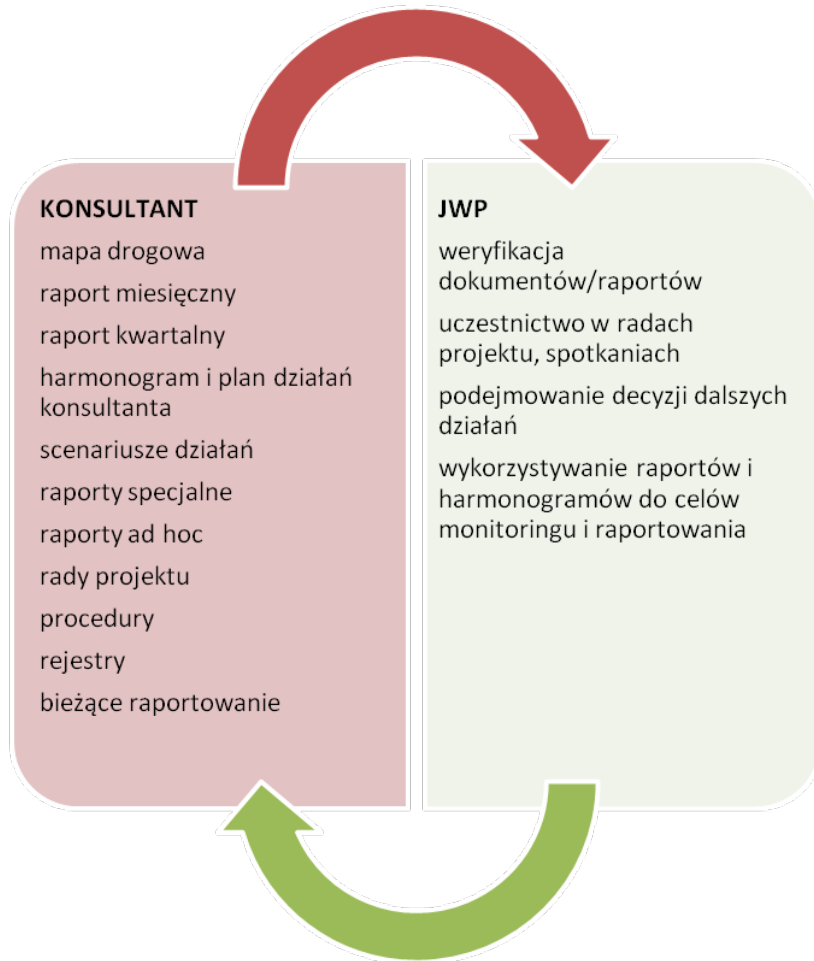 KONSULTANT
mapa drogowa
raport miesięczny
raport kwartalny
harmonogram i plan działań
konsultanta
scenariusze działań
raporty specjalne
raporty ad hoc
rady projektu
procedury
rejestry
bieżące raportowanie
JWP
weryfikacja
dokumentów/raportów
uczestnictwo w radach
projektu, spotkaniach
podejmowanie decyzji dalszych
działań
wykorzystywanie raportów i
harmonogramów do celów
monitoringu i raportowania